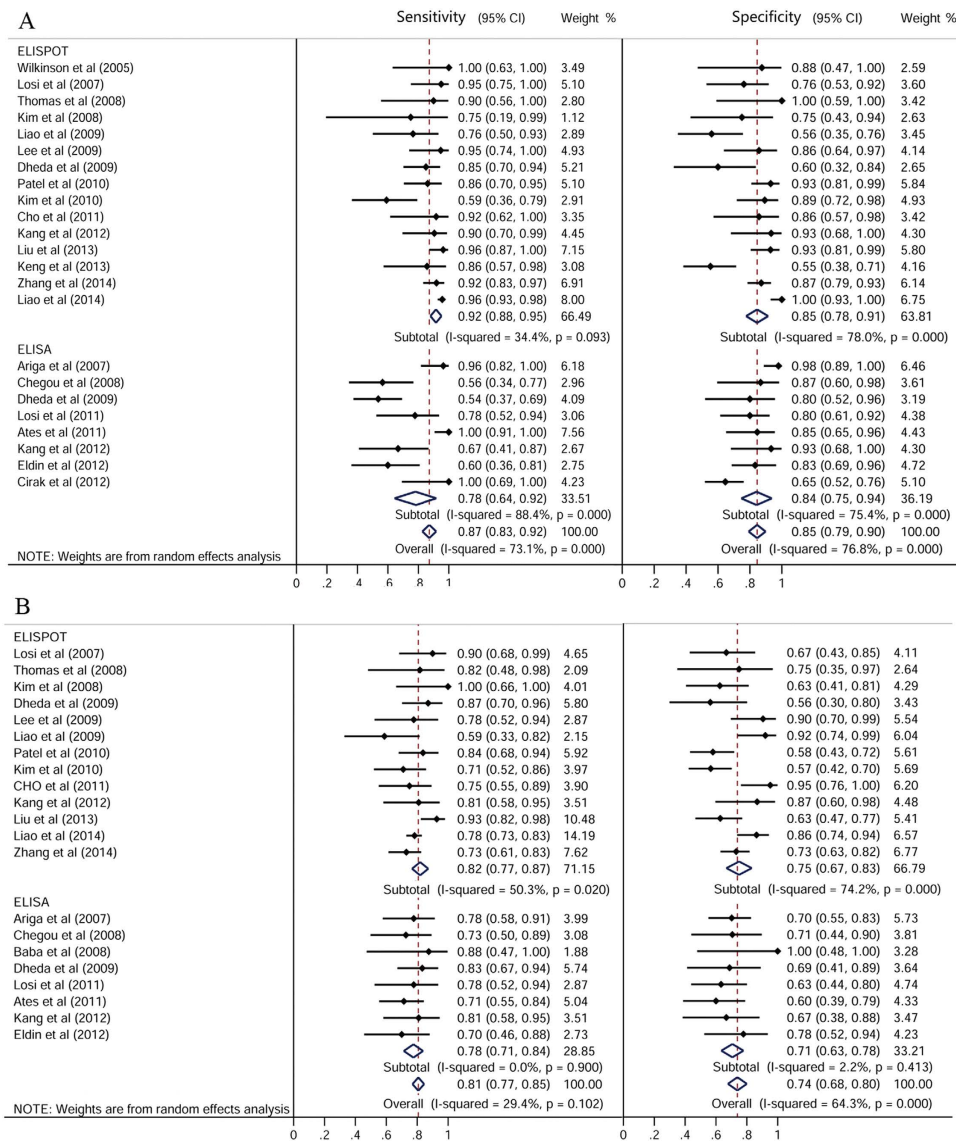 A Sensitivity (95% CI) Weight % Specificity (95% CI) Weight %
ELISPOT
Wilkinson et al (2005) 1.00 (0.63, 1.00) 3.49 0.88 (0.47, 1.00) 2.59
Losi et al (2007) 0.95 (0.75, 1.00) 5.10 0.76 (0.53, 0.92) 3.60
Thomas et al (2008) 0.90 (0.56, 1.00) 2.80 1.00 (0.59, 1.00) 3.42
Kim et al (2008) 0.75 (0.19, 0.99) 1.12 0.75 (0.43, 0.94) 2.63
Liao et al (2009) 0.76 (0.50, 0.93) 2.89 0.56 (0.35, 0.76) 3.45
Lee et al (2009) 0.95 (0.74, 1.00) 4.93 0.86 (0.64, 0.97) 4.14
Dheda et al (2009) 0.85 (0.70, 0.94) 5.21 0.60 (0.32, 0.84) 2.65
Patel et al (2010) 0.86 (0.70, 0.95) 5.10 0.93 (0.81, 0.99) 5.84
Kim et al (2010) 0.59 (0.36, 0.79) 2.91 0.89 (0.72, 0.98) 4.93
Cho et al (2011) 0.92 (0.62, 1.00) 3.35 0.86 (0.57, 0.98) 3.42
Kang et al (2012) 0.90 (0.70, 0.99) 4.45 0.93 (0.68, 1.00) 4.30
Liu et al (2013) 0.96 (0.87, 1.00) 7.15 0.93 (0.81, 0.99) 5.80
Keng et al (2013) 0.86 (0.57, 0.98) 3.08 0.55 (0.38, 0.71) 4.16
Zhang et al (2014) 0.92 (0.83, 0.97) 6.91 0.87 (0.79, 0.93) 6.14
Liao et al (2014) 0.96 (0.93, 0.98) 8.00 1.00 (0.93, 1.00) 6.75
0.92 (0.88, 0.95) 66.49 0.85 (0.78, 0.91) 63.81
Subtotal (I-squared = 34.4%, p = 0.093) Subtotal (I-squared = 78.0%, p = 0.000)
ELISA
Ariga et al (2007) 0.96 (0.82, 1.00) 6.18 0.98 (0.89, 1.00) 6.46
Chegou et al (2008) 0.56 (0.34, 0.77) 2.96 0.87 (0.60, 0.98) 3.61
Dheda et al (2009) 0.54 (0.37, 0.69) 4.09 0.80 (0.52, 0.96) 3.19
Losi et al (2011) 0.78 (0.52, 0.94) 3.06 0.80 (0.61, 0.92) 4.38
Ates et al (2011) 1.00 (0.91, 1.00) 7.56 0.85 (0.65, 0.96) 4.43
Kang et al (2012) 0.67 (0.41, 0.87) 2.67 0.93 (0.68, 1.00) 4.30
Eldin et al (2012) 0.60 (0.36, 0.81) 2.75 0.83 (0.69, 0.96) 4.72
Cirak et al (2012) 1.00 (0.69, 1.00) 4.23 0.65 (0.52, 0.76) 5.10
0.78 (0.64, 0.92) 33.51 0.84 (0.75, 0.94) 36.19
Subtotal (I-squared = 88.4%, p = 0.000) Subtotal (I-squared = 75.4%, p = 0.000)
0.87 (0.83, 0.92) 100.00 0.85 (0.79, 0.90) 100.00
Overall (I-squared = 73.1%, p = 0.000) Overall (I-squared = 76.8%, p = 0.000)
NOTE: Weights are from random effects analysis
0 .2 .4 .6 .8 1 0 .2 .4 .6 .8 1
B
ELISPOT
Losi et al (2007) 0.90 (0.68, 0.99) 4.65 0.67 (0.43, 0.85) 4.11
Thomas et al (2008) 0.82 (0.48, 0.98) 2.09 0.75 (0.35, 0.97) 2.64
Kim et al (2008) 1.00 (0.66, 1.00) 4.01 0.63 (0.41, 0.81) 4.29
Dheda et al (2009) 0.87 (0.70, 0.96) 5.80 0.56 (0.30, 0.80) 3.43
Lee et al (2009) 0.78 (0.52, 0.94) 2.87 0.90 (0.70, 0.99) 5.54
Liao et al (2009) 0.59 (0.33, 0.82) 2.15 0.92 (0.74, 0.99) 6.04
Patel et al (2010) 0.84 (0.68, 0.94) 5.92 0.58 (0.43, 0.72) 5.61
Kim et al (2010) 0.71 (0.52, 0.86) 3.97 0.57 (0.42, 0.70) 5.69
CHO et al (2011) 0.75 (0.55, 0.89) 3.90 0.95 (0.76, 1.00) 6.20
Kang et al (2012) 0.81 (0.58, 0.95) 3.51 0.87 (0.60, 0.98) 4.48
Liu et al (2013) 0.93 (0.82, 0.98) 10.48 0.63 (0.47, 0.77) 5.41
Liao et al (2014) 0.78 (0.73, 0.83) 14.19 0.86 (0.74, 0.94) 6.57
Zhang et al (2014) 0.73 (0.61, 0.83) 7.62 0.73 (0.63, 0.82) 6.77
0.82 (0.77, 0.87) 71.15 0.75 (0.67, 0.83) 66.79
Subtotal (I-squared = 50.3%, p = 0.020) Subtotal (I-squared = 74.2%, p = 0.000)
ELISA
Ariga et al (2007) 0.78 (0.58, 0.91) 3.99 0.70 (0.55, 0.83) 5.73
Chegou et al (2008) 0.73 (0.50, 0.89) 3.08 0.71 (0.44, 0.90) 3.81
Baba et al (2008) 0.88 (0.47, 1.00) 1.88 1.00 (0.48, 1.00) 3.28
Dheda et al (2009) 0.83 (0.67, 0.94) 5.74 0.69 (0.41, 0.89) 3.64
Losi et al (2011) 0.78 (0.52, 0.94) 2.87 0.63 (0.44, 0.80) 4.74
Ates et al (2011) 0.71 (0.55, 0.84) 5.04 0.60 (0.39, 0.79) 4.33
Kang et al (2012) 0.81 (0.58, 0.95) 3.51 0.67 (0.38, 0.88) 3.47
Eldin et al (2012) 0.70 (0.46, 0.88) 2.73 0.78 (0.52, 0.94) 4.23
0.78 (0.71, 0.84) 28.85 0.71 (0.63, 0.78) 33.21
Subtotal (I-squared = 0.0%, p = 0.900) Subtotal (I-squared = 2.2%, p = 0.413)
0.81 (0.77, 0.85) 100.00 0.74 (0.68, 0.80) 100.00
Overall (I-squared = 29.4%, p = 0.102) Overall (I-squared = 64.3%, p = 0.000)
NOTE: Weights are from random effects analysis
0 .2 .4 .6 .8 1 0 .2 .4 .6 .8 1